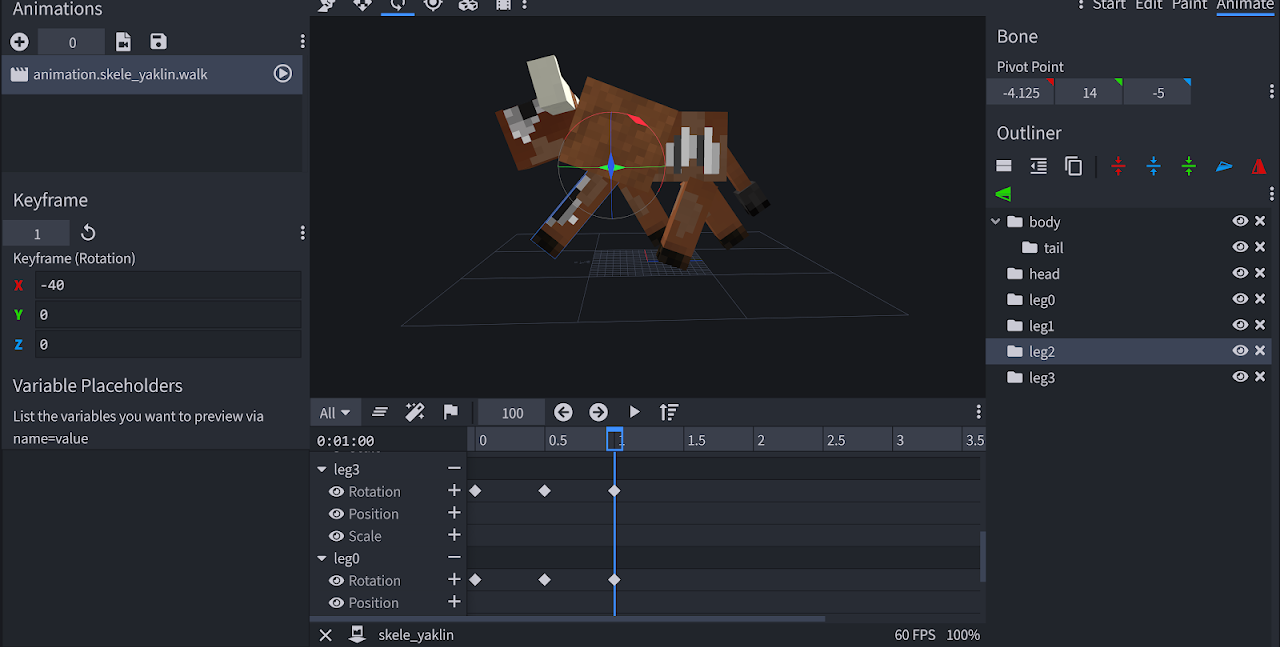 Animations
Start Edit Paint Animate
0
animation.skele_yaklin.walk
Bone
Pivot Point
-4.125 14 -5
Outliner
Keyframe
1
Keyframe (Rotation)
X -40
Y 0
Z 0
Variable Placeholders
List the variables you want to preview via
name=value
body
tail
head
leg0
leg1
leg2
leg3
All 100
0:01:00 0 0.5 1 1.5 2 2.5 3 3.5
leg3
Rotation
Position
Scale
leg0
Rotation
Position
skele_yaklin 60 FPS 100%